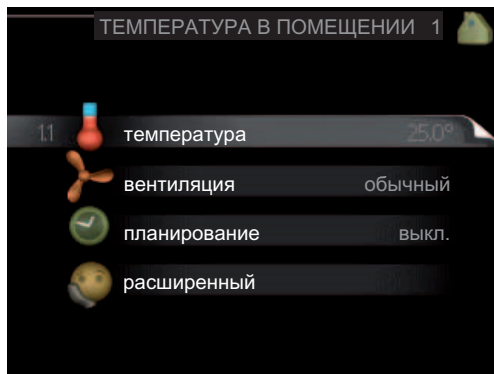 ТЕМПЕРАТУРА В ПОМЕЩЕНИИ 1
1.1 температура 25.0°
вентиляция обычный
планирование выкл.
расширенный